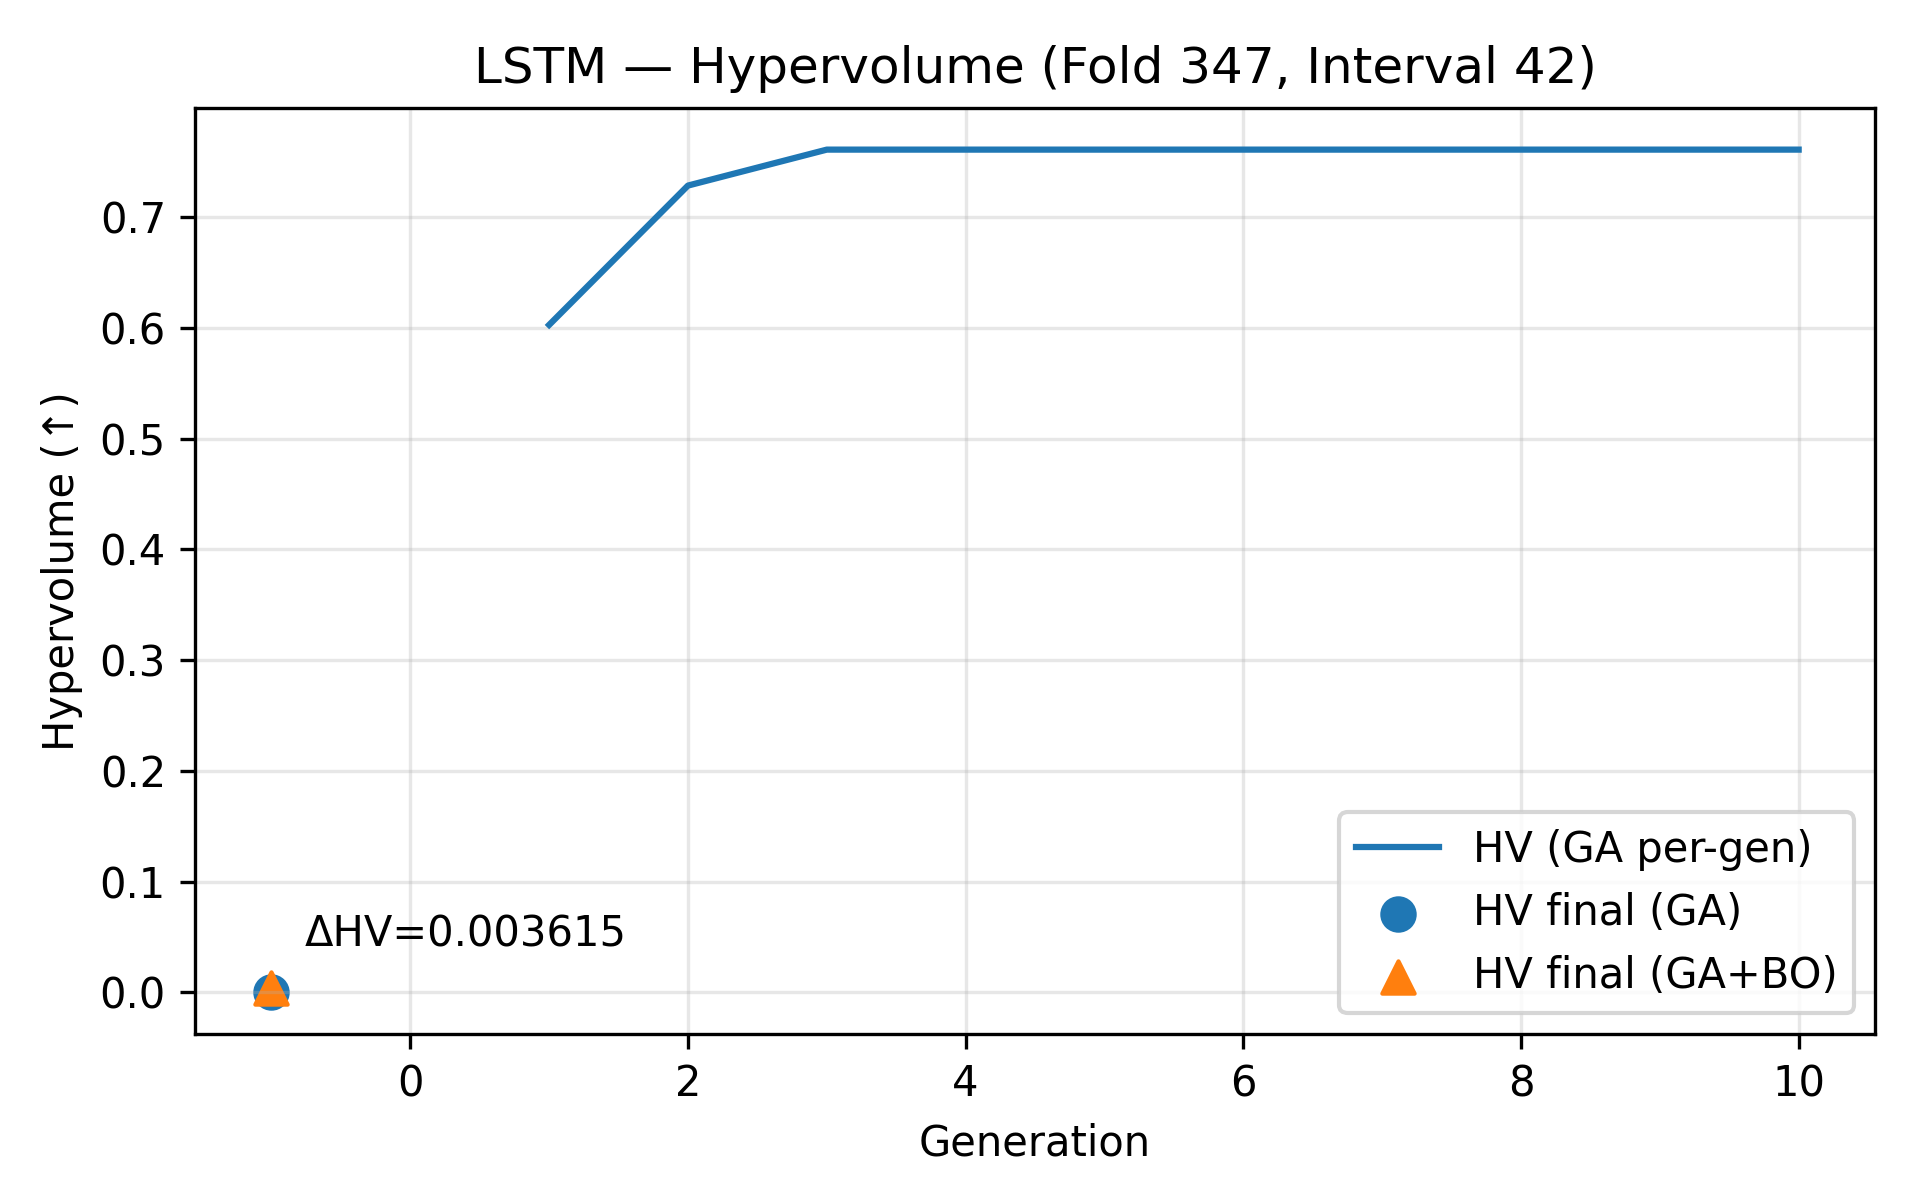 LSTM — Hypervolume (Fold 347, Interval 42)
Hypervolume (↑)
0.7
0.6
0.5
0.4
0.3
0.2
0.1
0.0
ΔHV=0.003615
HV (GA per-gen)
HV final (GA)
HV final (GA+BO)
0 2 4 6 8 10
Generation